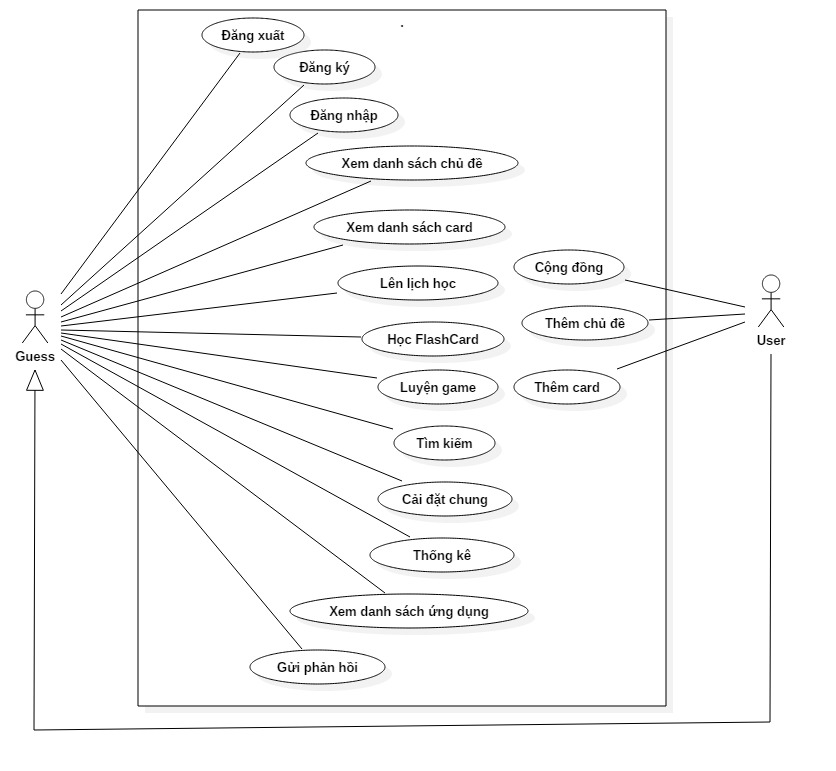 Đăng xuất
Đăng ký
Đăng nhập
Xem danh sách chủ đề
Xem danh sách card
Cộng đồng
Lên lịch học
Thêm chủ đề
Học FlashCard
User
Guess
Luyện game
Thêm card
Tìm kiếm
Cải đặt chung
Thống kê
Xem danh sách ứng dụng
Gửi phản hồi